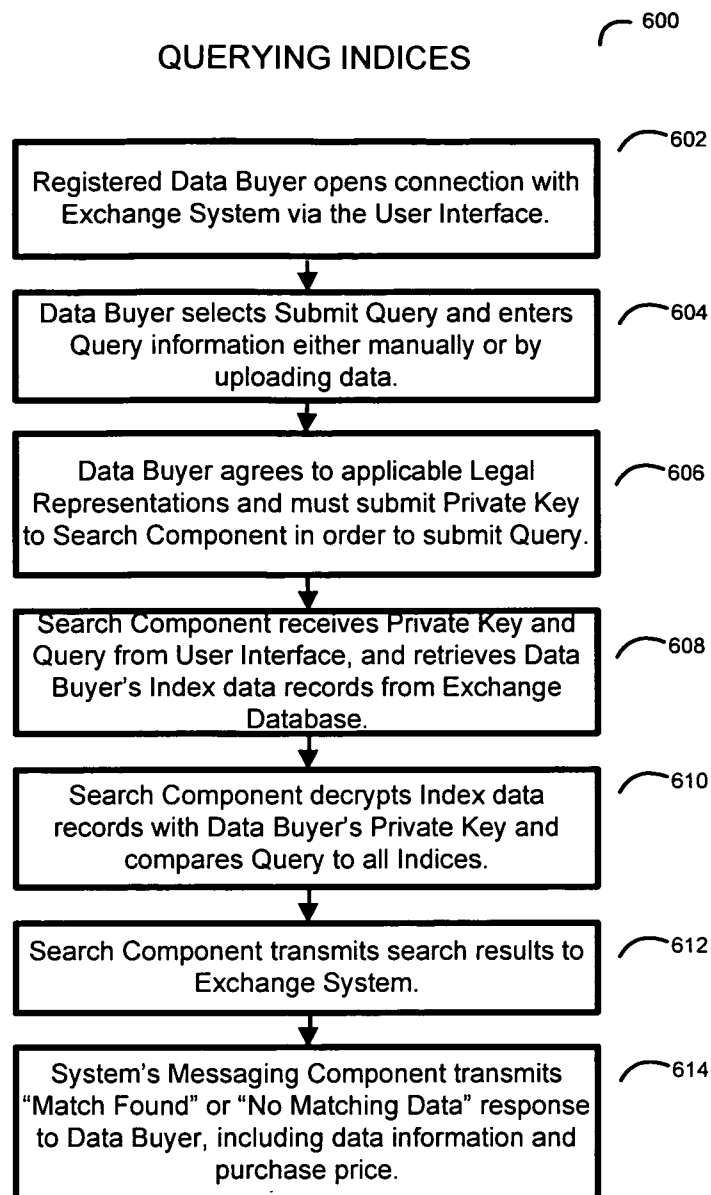 600
QUERYING INDICES
602
Registered Data Buyer opens connection with
Exchange System via the User Interface.
604
Data Buyer selects Submit Query and enters
Query information either manually or by
uploading data.
606
Data Buyer agrees to applicable Legal
Representations and must submit Private Key
to Search Component in order to submit Query.
608
Search Component receives Private Key and
Query from User Interface, and retrieves Data
Buyer's Index data records from Exchange
Database.
610
Search Component decrypts Index data
records with Data Buyer's Private Key and
compares Query to all Indices.
612
Search Component transmits search results to
Exchange System.
614
System's Messaging Component transmits
“Match Found” or “No Matching Data” response
to Data Buyer, including data information and
purchase price.